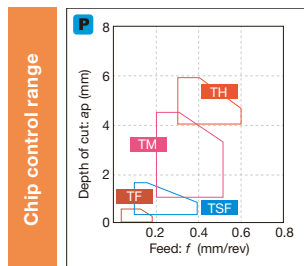 Chip control range
P
Depth of cut: ap (mm)
8
6
4
2
0
TH
TM
TF
TSF
0.2 0.4 0.6 0.8
Feed: f (mm/rev)